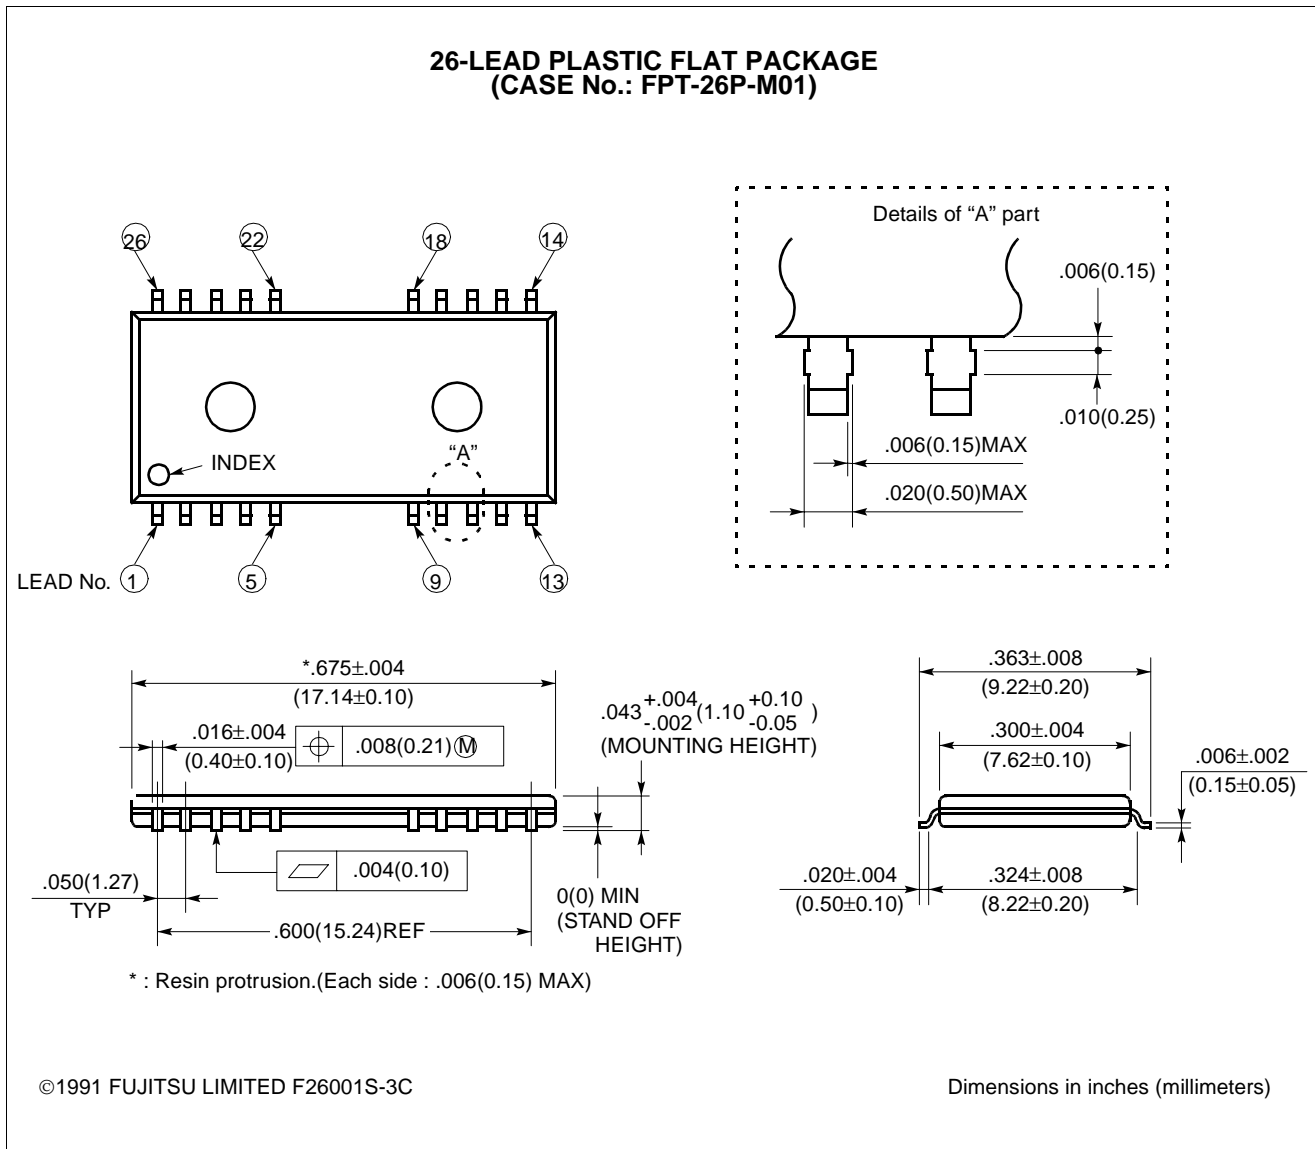 26-LEAD PLASTIC FLAT PACKAGE
(CASE No.: FPT-26P-M01)
26
22
18
14
Details of “A” part
.006(0.15)
.010(0.25)
.006(0.15)MAX
.020(0.50)MAX
INDEX
“A”
LEAD No.
1
5
9
13
*.675±.004
(17.14±0.10)
.016±.004
(0.40±0.10)
.008(0.21)Ⓜ
.043 +.004 -.002 (1.10 +0.10 -0.05 )
(MOUNTING HEIGHT)
.363±.008
(9.22±0.20)
.300±.004
(7.62±0.10)
.006±.002
(0.15±0.05)
.050(1.27)
TYP
.004(0.10)
.600(15.24)REF
0(0) MIN
(STAND OFF
HEIGHT)
.020±.004
(0.50±0.10)
.324±.008
(8.22±0.20)
* : Resin protrusion.(Each side : .006(0.15) MAX)
©1991 FUJITSU LIMITED F26001S-3C
Dimensions in inches (millimeters)